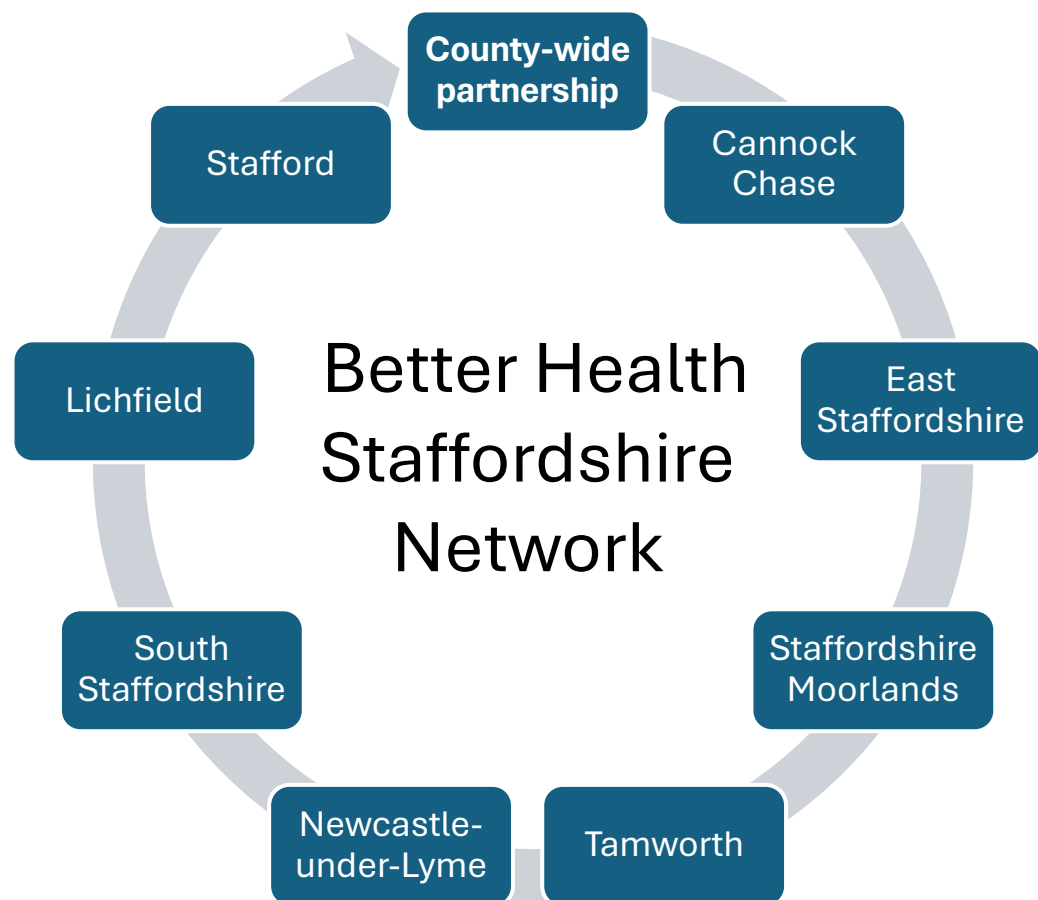 County-wide
partnership
Cannock
Chase
East
Staffordshire
Staffordshire
Moorlands
Tamworth
Newcastle-
under-Lyme
South
Staffordshire
Lichfield
Stafford
Better Health
Staffordshire
Network